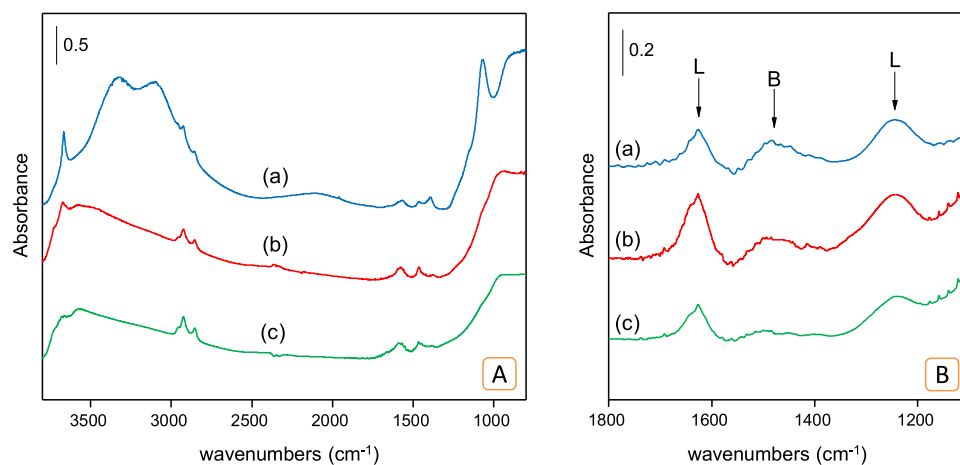 0.5
Absorbance
(a)
(b)
(c)
A
3500 3000 2500 2000 1500 1000
wavenumbers (cm⁻¹)
0.2
L
B
L
Absorbance
(a)
(b)
(c)
B
1800 1600 1400 1200
wavenumbers (cm⁻¹)